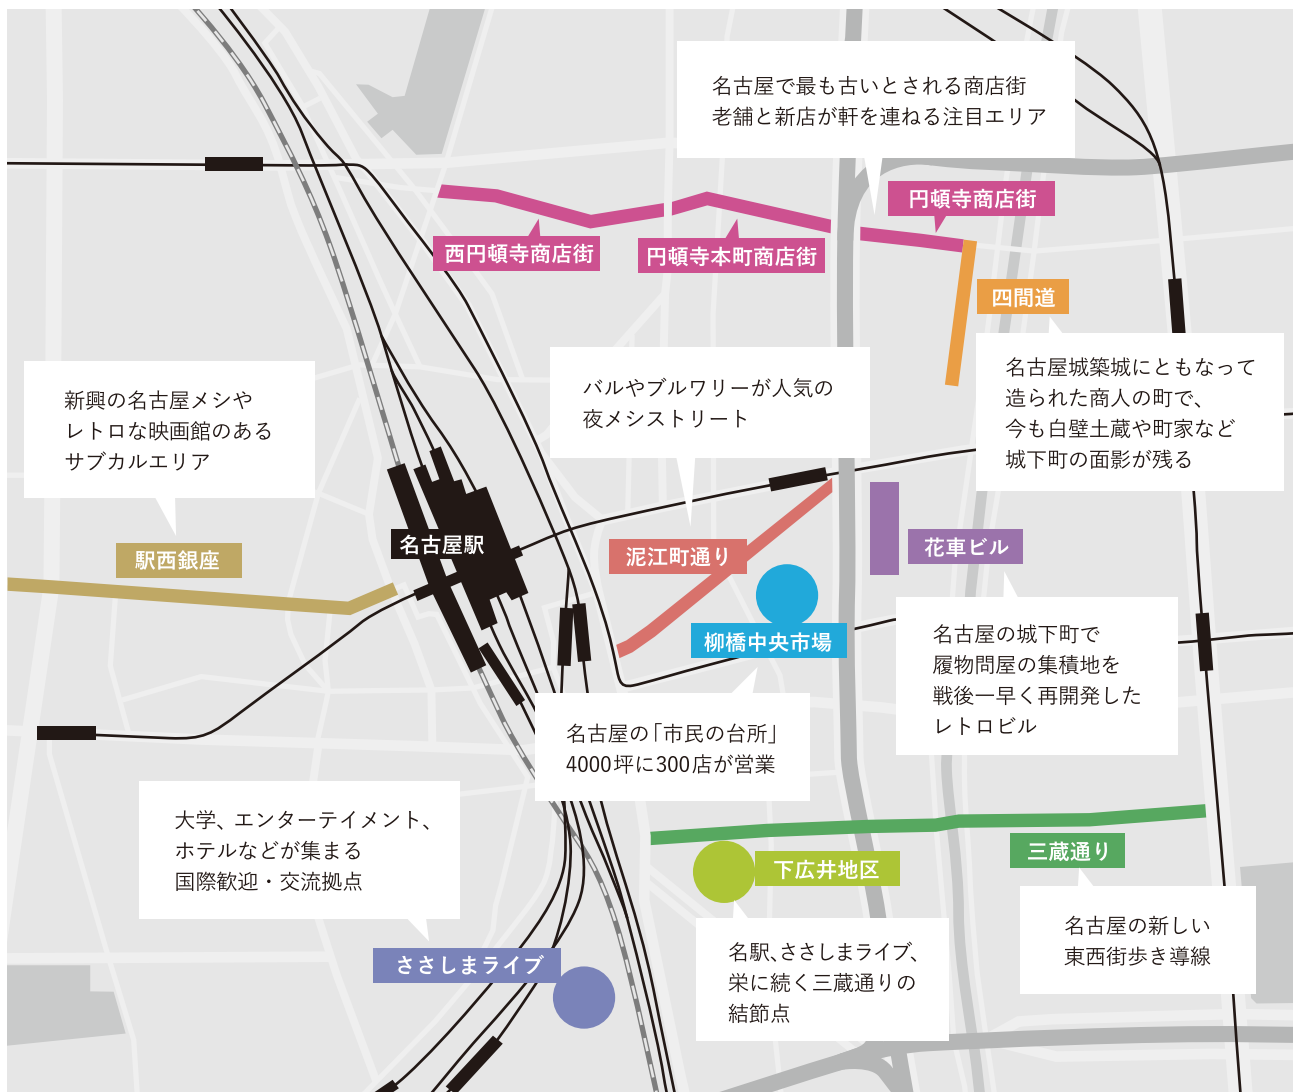 名古屋で最も古いとされる商店街
老舗と新店が軒を連ねる注目エリア
円頓寺商店街
西円頓寺商店街
円頓寺本町商店街
四間道
名古屋城築城にともなって
造られた商人の町で、
今も白壁土蔵や町家など
城下町の面影が残る
新興の名古屋メシや
レトロな映画館のある
サブカルエリア
バルやブルワリーが人気の
夜メシストリート
名古屋駅
駅西銀座
泥江町通り
花車ビル
柳橋中央市場
名古屋の城下町で
履物問屋の集積地を
戦後一早く再開発した
レトロビル
名古屋の「市民の台所」
4000坪に300店が営業
大学、エンターテイメント、
ホテルなどが集まる
国際歓迎・交流拠点
三蔵通り
下広井地区
名古屋の新しい
東西街歩き導線
名駅、ささしまライブ、
栄に続く三蔵通りの
結節点
ささしまライブ